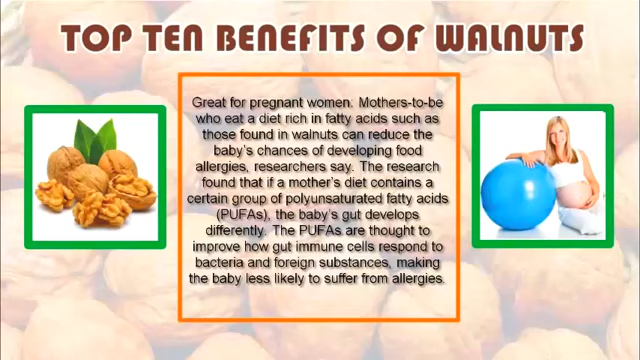 TOP TEN BENEFITS OF WALNUTS
Great for pregnant women: Mothers-to-be
who eat a diet rich in fatty acids such as
those found in walnuts can reduce the
baby's chances of developing food
allergies, researchers say. The research
found that if a mother's diet contains a
certain group of polyunsaturated fatty acids
(PUFAs), the baby's gut develops
differently. The PUFAs are thought to
improve how gut immune cells respond to
bacteria and foreign substances, making
the baby less likely to suffer from allergies.